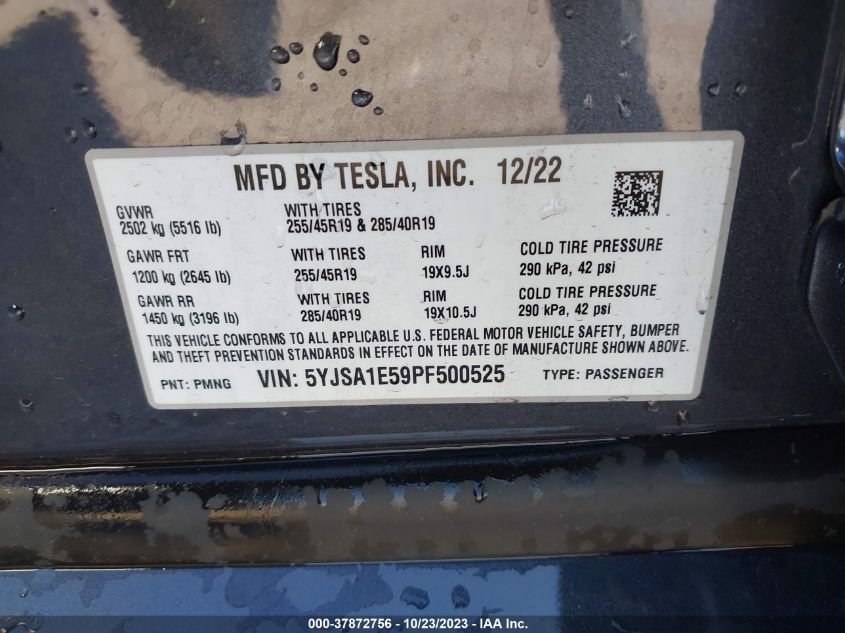 MFD BY TESLA, INC. 12/22
GVWR
2502 kg (5516 lb)
WITH TIRES
255/45R19 & 285/40R19
GAWR FRT
1200 kg (2645 lb)
WITH TIRES
255/45R19
RIM
19X9.5J
COLD TIRE PRESSURE
290 kPa, 42 psi
GAWR RR
1450 kg (3196 lb)
WITH TIRES
285/40R19
RIM
19X10.5J
COLD TIRE PRESSURE
290 kPa, 42 psi
THIS VEHICLE CONFORMS TO ALL APPLICABLE U.S. FEDERAL MOTOR VEHICLE SAFETY, BUMPER
AND THEFT PREVENTION STANDARDS IN EFFECT ON THE DATE OF MANUFACTURE SHOWN ABOVE.
PNT: PMNG VIN: 5YJSA1E59PF500525 TYPE: PASSENGER
000-37872756 - 10/23/2023 - IAA, Inc.